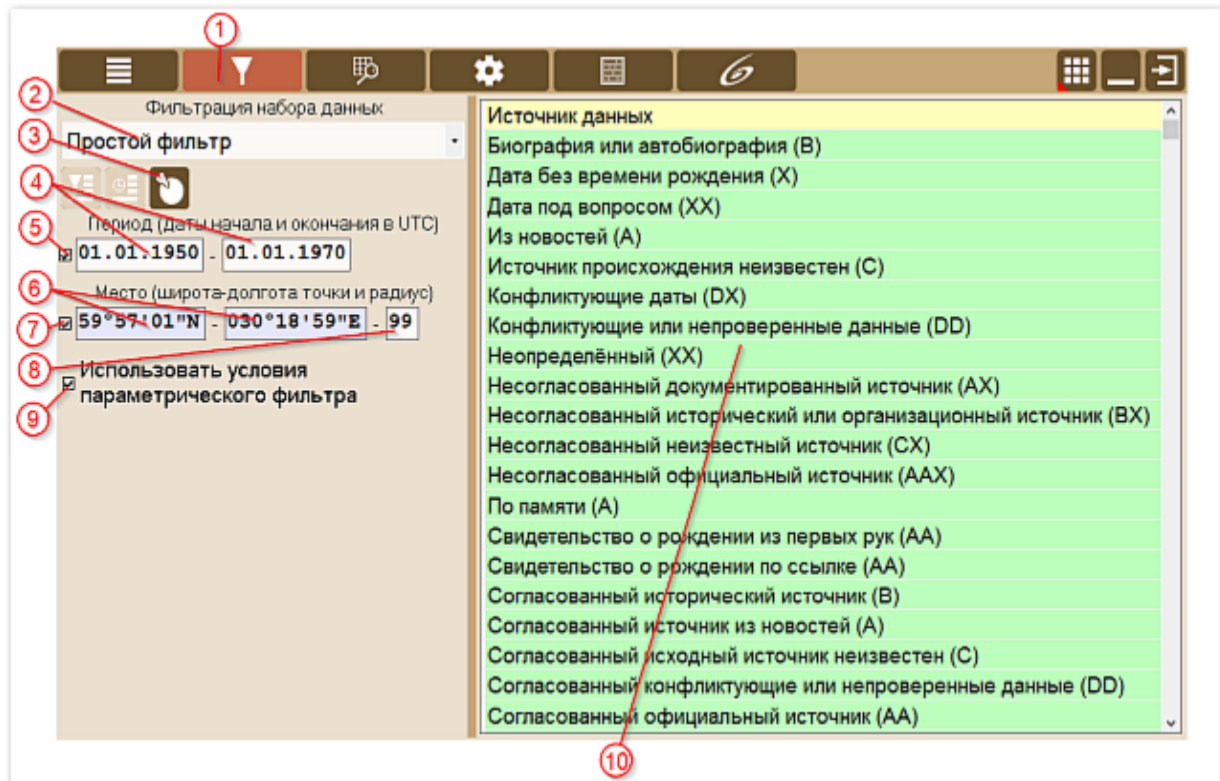 1
2
Фильтрация набора данных
Простой фильтр
3
4
Период (даты начала и окончания в UTC)
5
01.01.1950 - 01.01.1970
6
Место (широта-долгота точки и радиус)
7
59°57'01"N - 030°18'59"E - 99
8
Использовать условия
параметрического фильтра
9
Источник данных
Биография или автобиография (B)
Дата без времени рождения (X)
Дата под вопросом (XX)
Из новостей (A)
Источник происхождения неизвестен (C)
Конфликтующие даты (DX)
Конфликтующие или непроверенные данные (DD)
Неопределённый (XX)
Несогласованный документированный источник (AX)
Несогласованный исторический или организационный источник (BX)
Несогласованный неизвестный источник (CX)
Несогласованный официальный источник (AAX)
По памяти (A)
Свидетельство о рождении из первых рук (AA)
Свидетельство о рождении по ссылке (AA)
Согласованный исторический источник (B)
Согласованный источник из новостей (A)
Согласованный исходный источник неизвестен (C)
Согласованный конфликтующие или непроверенные данные (DD)
Согласованный официальный источник (AA)
10